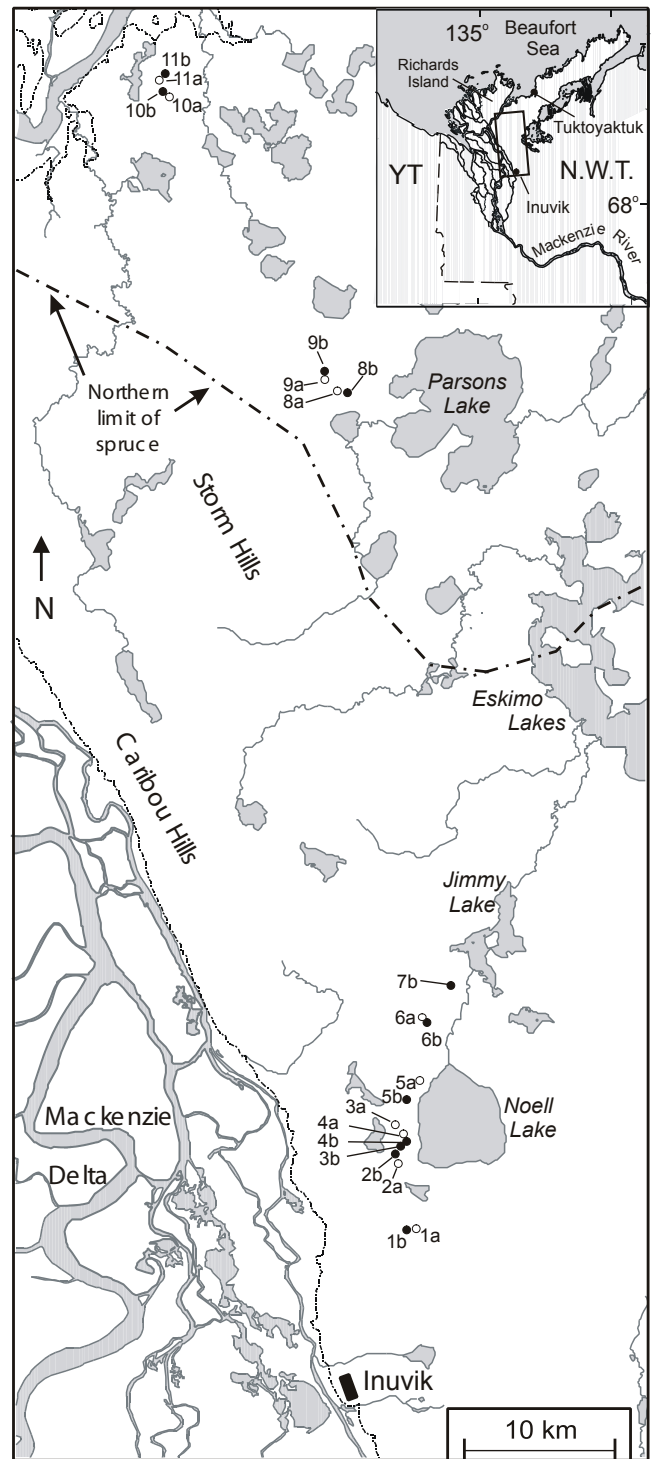 11b
11a
10b 10a
135°
Beaufort
Sea
Richards
Island
Tuktoyaktuk
YT
N.W.T.
Inuvik
68°
Mackenzie River
9b
9a
8a
8b
Parsons
Lake
Northern
limit of
spruce
Storm Hills
N
Eskimo
Lakes
Caribou Hills
Jimmy
Lake
7b
6a
6b
5a
5b
3a
4a
4b
3b
2b
2a
Noell
Lake
Mackenzie
Delta
1b 1a
Inuvik
10 km